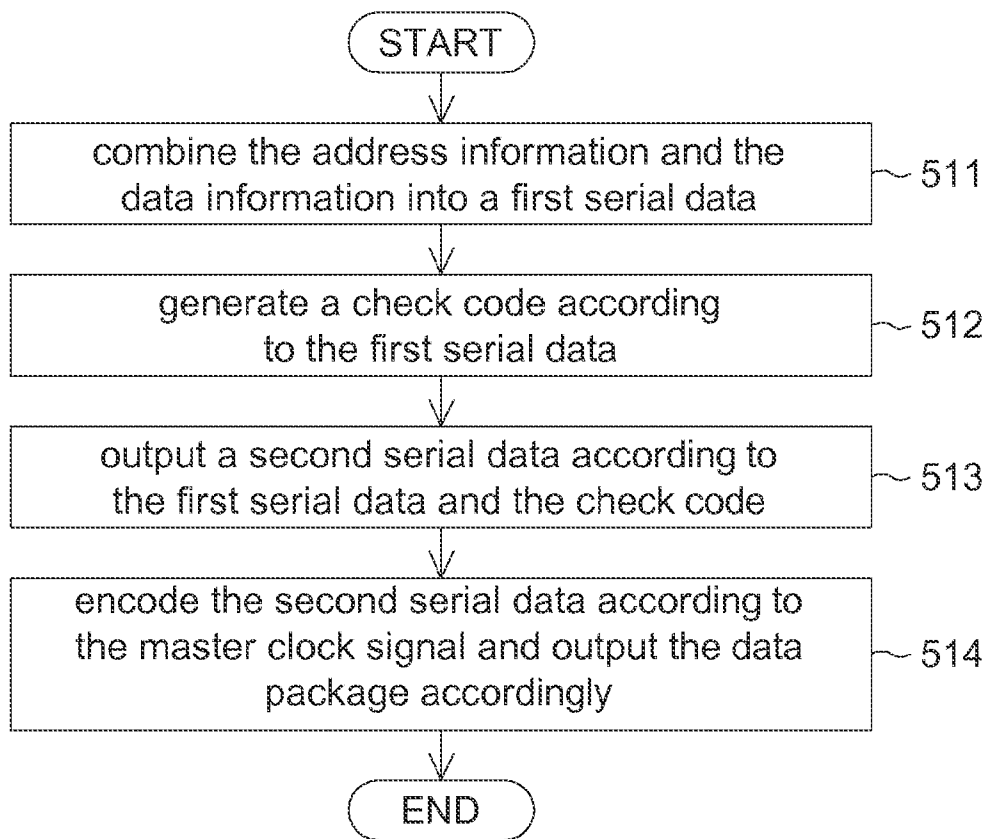 START
combine the address information and the
data information into a first serial data
511
generate a check code according
to the first serial data
512
output a second serial data according to
the first serial data and the check code
513
encode the second serial data according to
the master clock signal and output the data
package accordingly
514
END